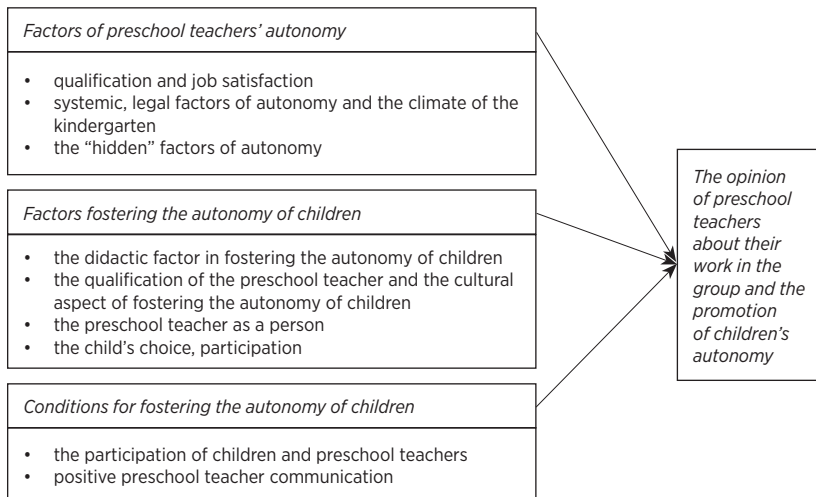 Factors of preschool teachers’ autonomy
• qualification and job satisfaction
• systemic, legal factors of autonomy and the climate of the
kindergarten
• the “hidden” factors of autonomy
Factors fostering the autonomy of children
• the didactic factor in fostering the autonomy of children
• the qualification of the preschool teacher and the cultural
aspect of fostering the autonomy of children
• the preschool teacher as a person
• the child’s choice, participation
Conditions for fostering the autonomy of children
• the participation of children and preschool teachers
• positive preschool teacher communication
The opinion
of preschool
teachers
about their
work in the
group and the
promotion
of children’s
autonomy